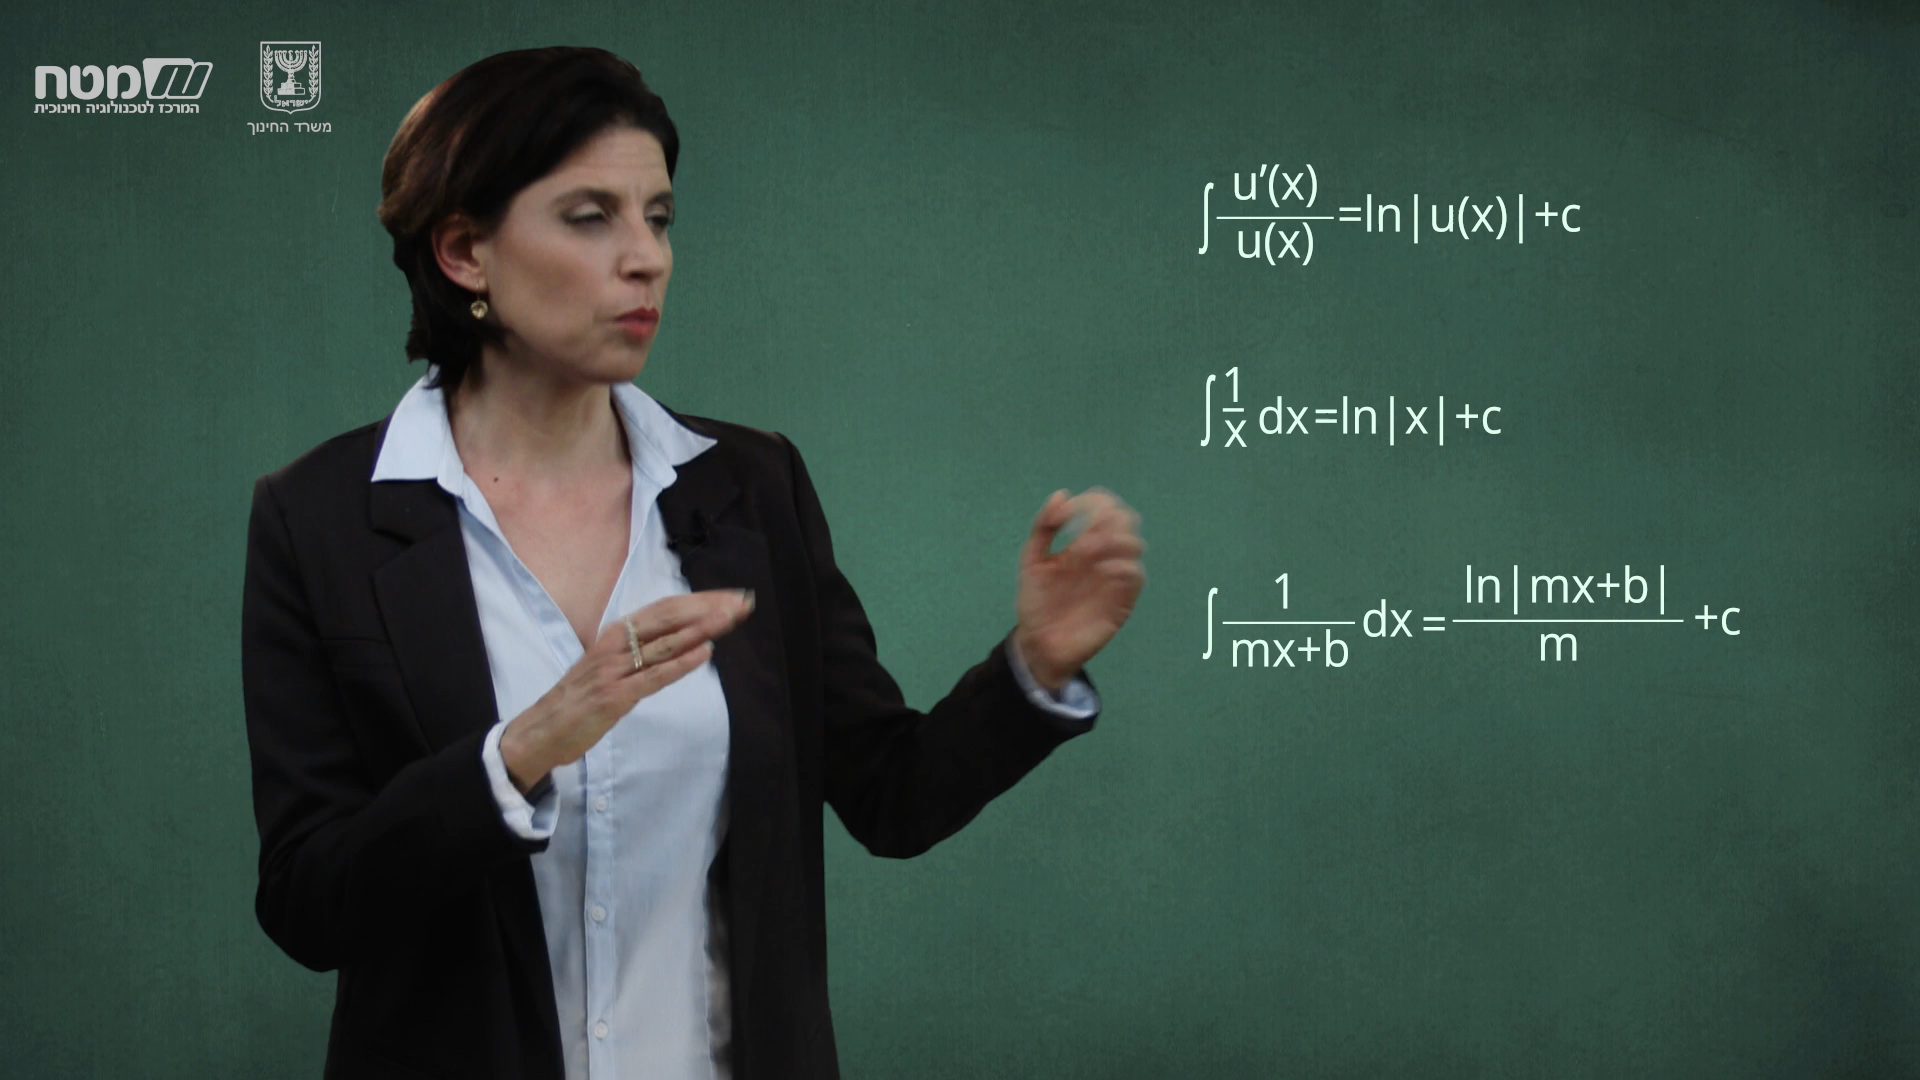 מטח
המרכז לטכנולוגיה חינוכית
ישראל
משרד החינוך
∫ u'(x)/u(x) =ln|u(x)|+c
∫ 1/x dx=ln|x|+c
∫ 1/mx+b dx = ln|mx+b|/m +c